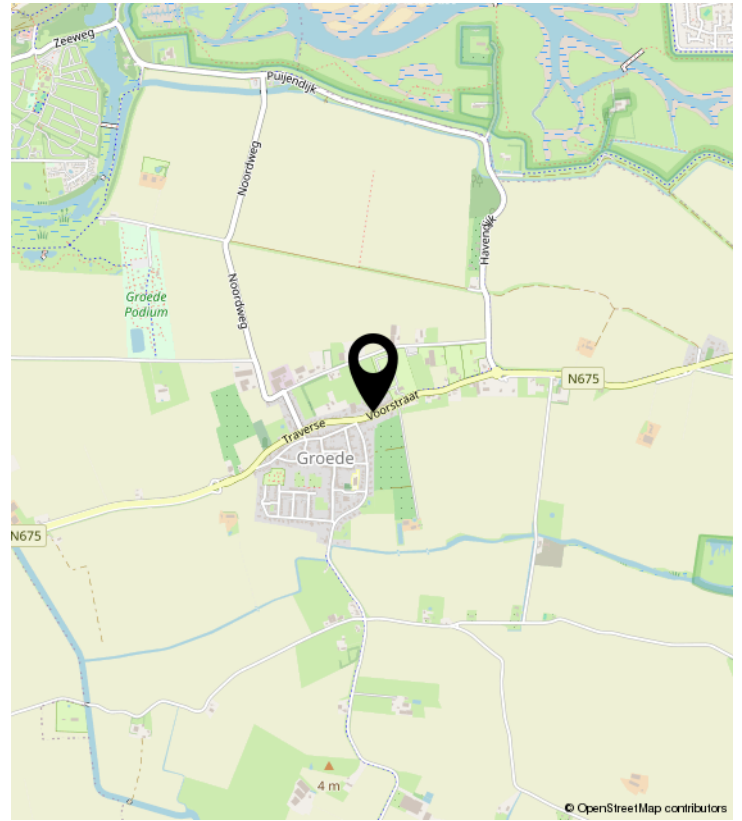 Zeeweg
Puijendijk
Noordweg
Havendijk
Noordweg
Groede
Podium
N675
Voorstraat
Traverse
Groede
N675
4 m
© OpenStreetMap contributors